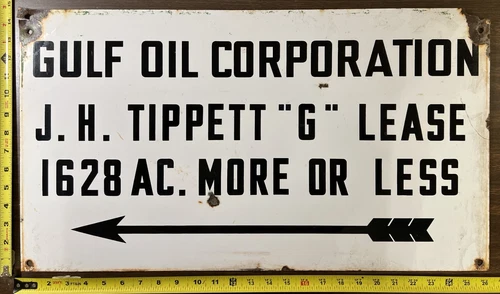 GULF OIL CORPORATION
J. H. TIPPETT "G" LEASE
1628 AC. MORE OR LESS